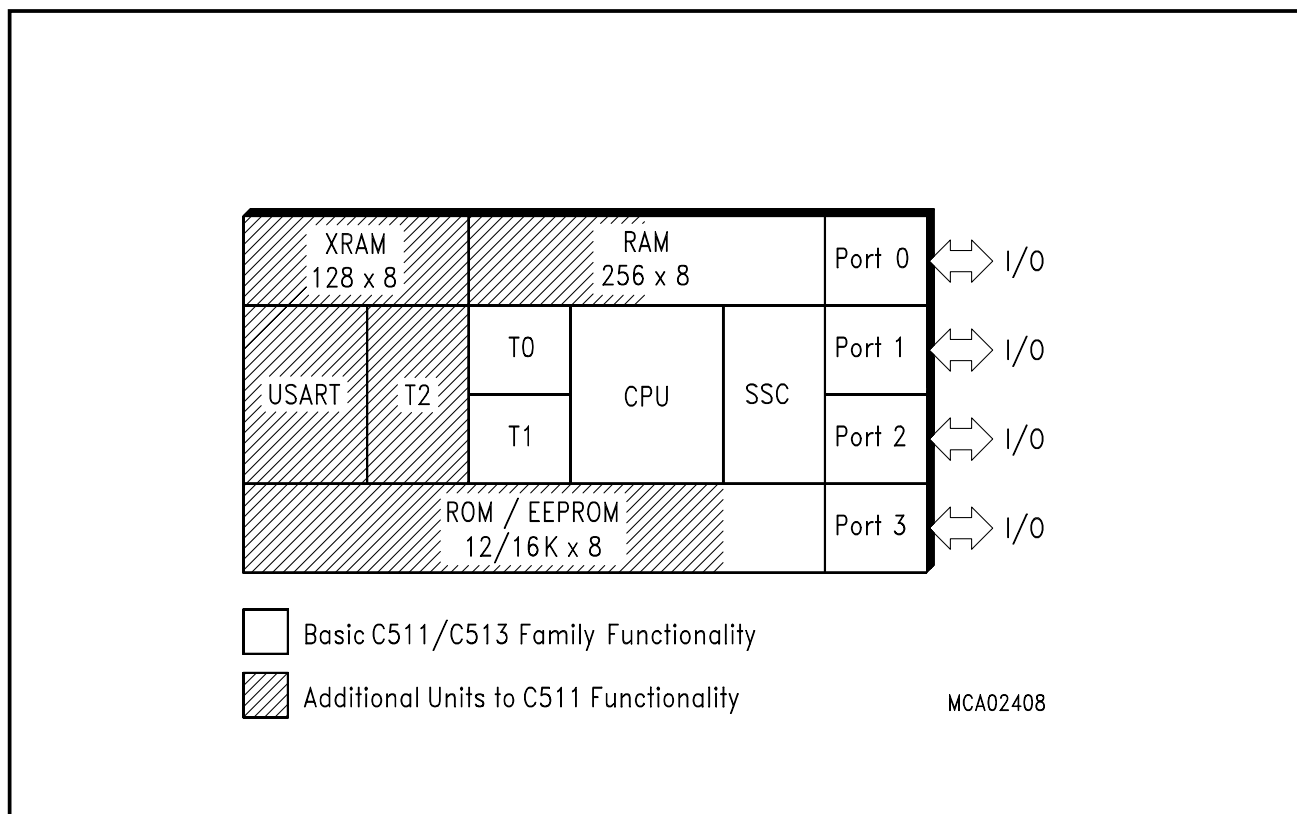 XRAM
128 x 8
RAM
256 x 8
Port 0
I/O
USART
T2
T0
T1
CPU
SSC
Port 1
I/O
Port 2
I/O
ROM / EEPROM
12/16K x 8
Port 3
I/O
Basic C511/C513 Family Functionality
Additional Units to C511 Functionality
MCA02408